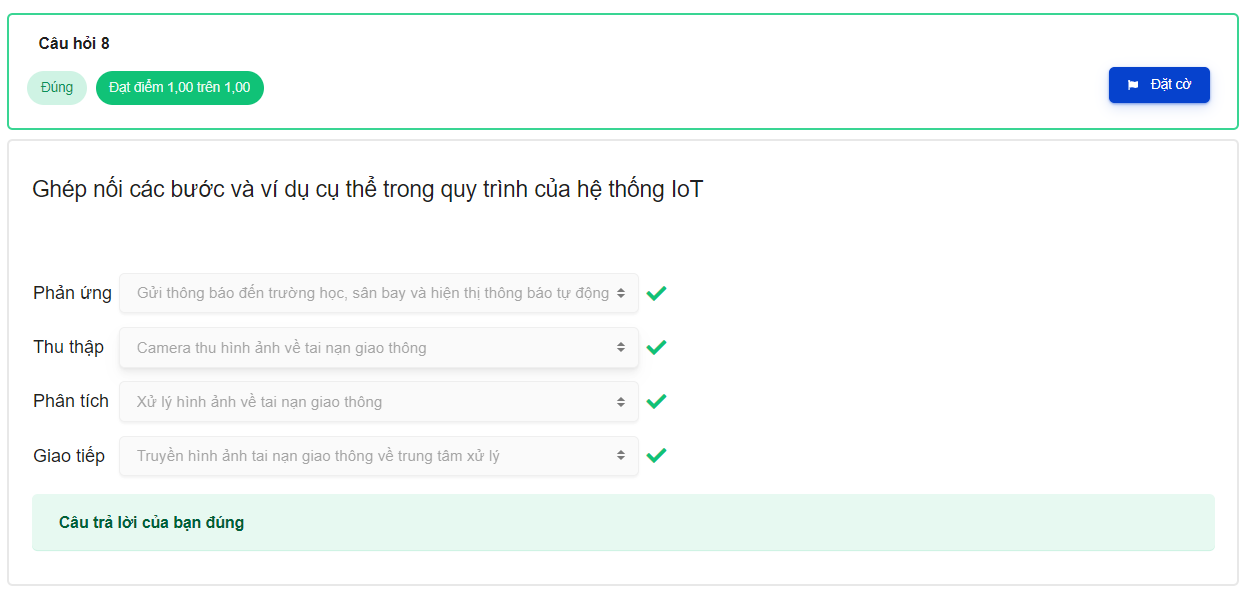 Câu hỏi 8
Đúng
Đạt điểm 1,00 trên 1,00
Đặt cờ
Ghép nối các bước và ví dụ cụ thể trong quy trình của hệ thống IoT
Phản ứng Gửi thông báo đến trường học, sân bay và hiện thị thông báo tự động
Thu thập Camera thu hình ảnh về tai nạn giao thông
Phân tích Xử lý hình ảnh về tai nạn giao thông
Giao tiếp Truyền hình ảnh tai nạn giao thông về trung tâm xử lý
Câu trả lời của bạn đúng